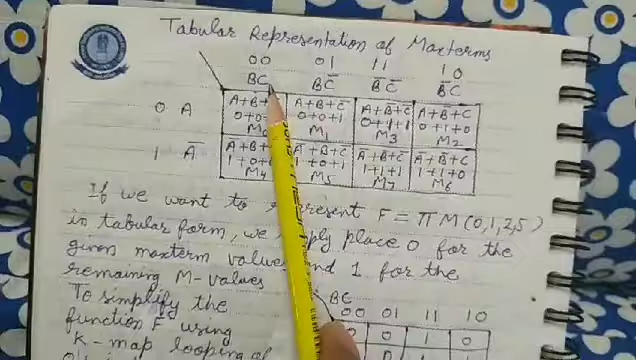 Tabular Representation of Maxterms
00 01 11 10
BC BC̅ B̅C̅ B̅C
0 A A+B+ A+B+C̅ A+B̅+C̅ A+B̅+C
0+0+ 0+0+1 0+1+1 0+1+0
M₁ M₃ M₂
1 A̅ A̅+B+ A̅+B+C̅ A̅+B̅+C̅ A̅+B̅+C
1+0+ 1+0+1 1+1+1 1+1+0
M₄ M₅ M₇ M₆
If we want to represent F = πM(0,1,2,5)
in tabular form, we place 0 for the
given maxterm values and 1 for the
remaining M-values
To simplify the
function F using
K-map looping of
BC
00 01 11 10
0 0 1 0